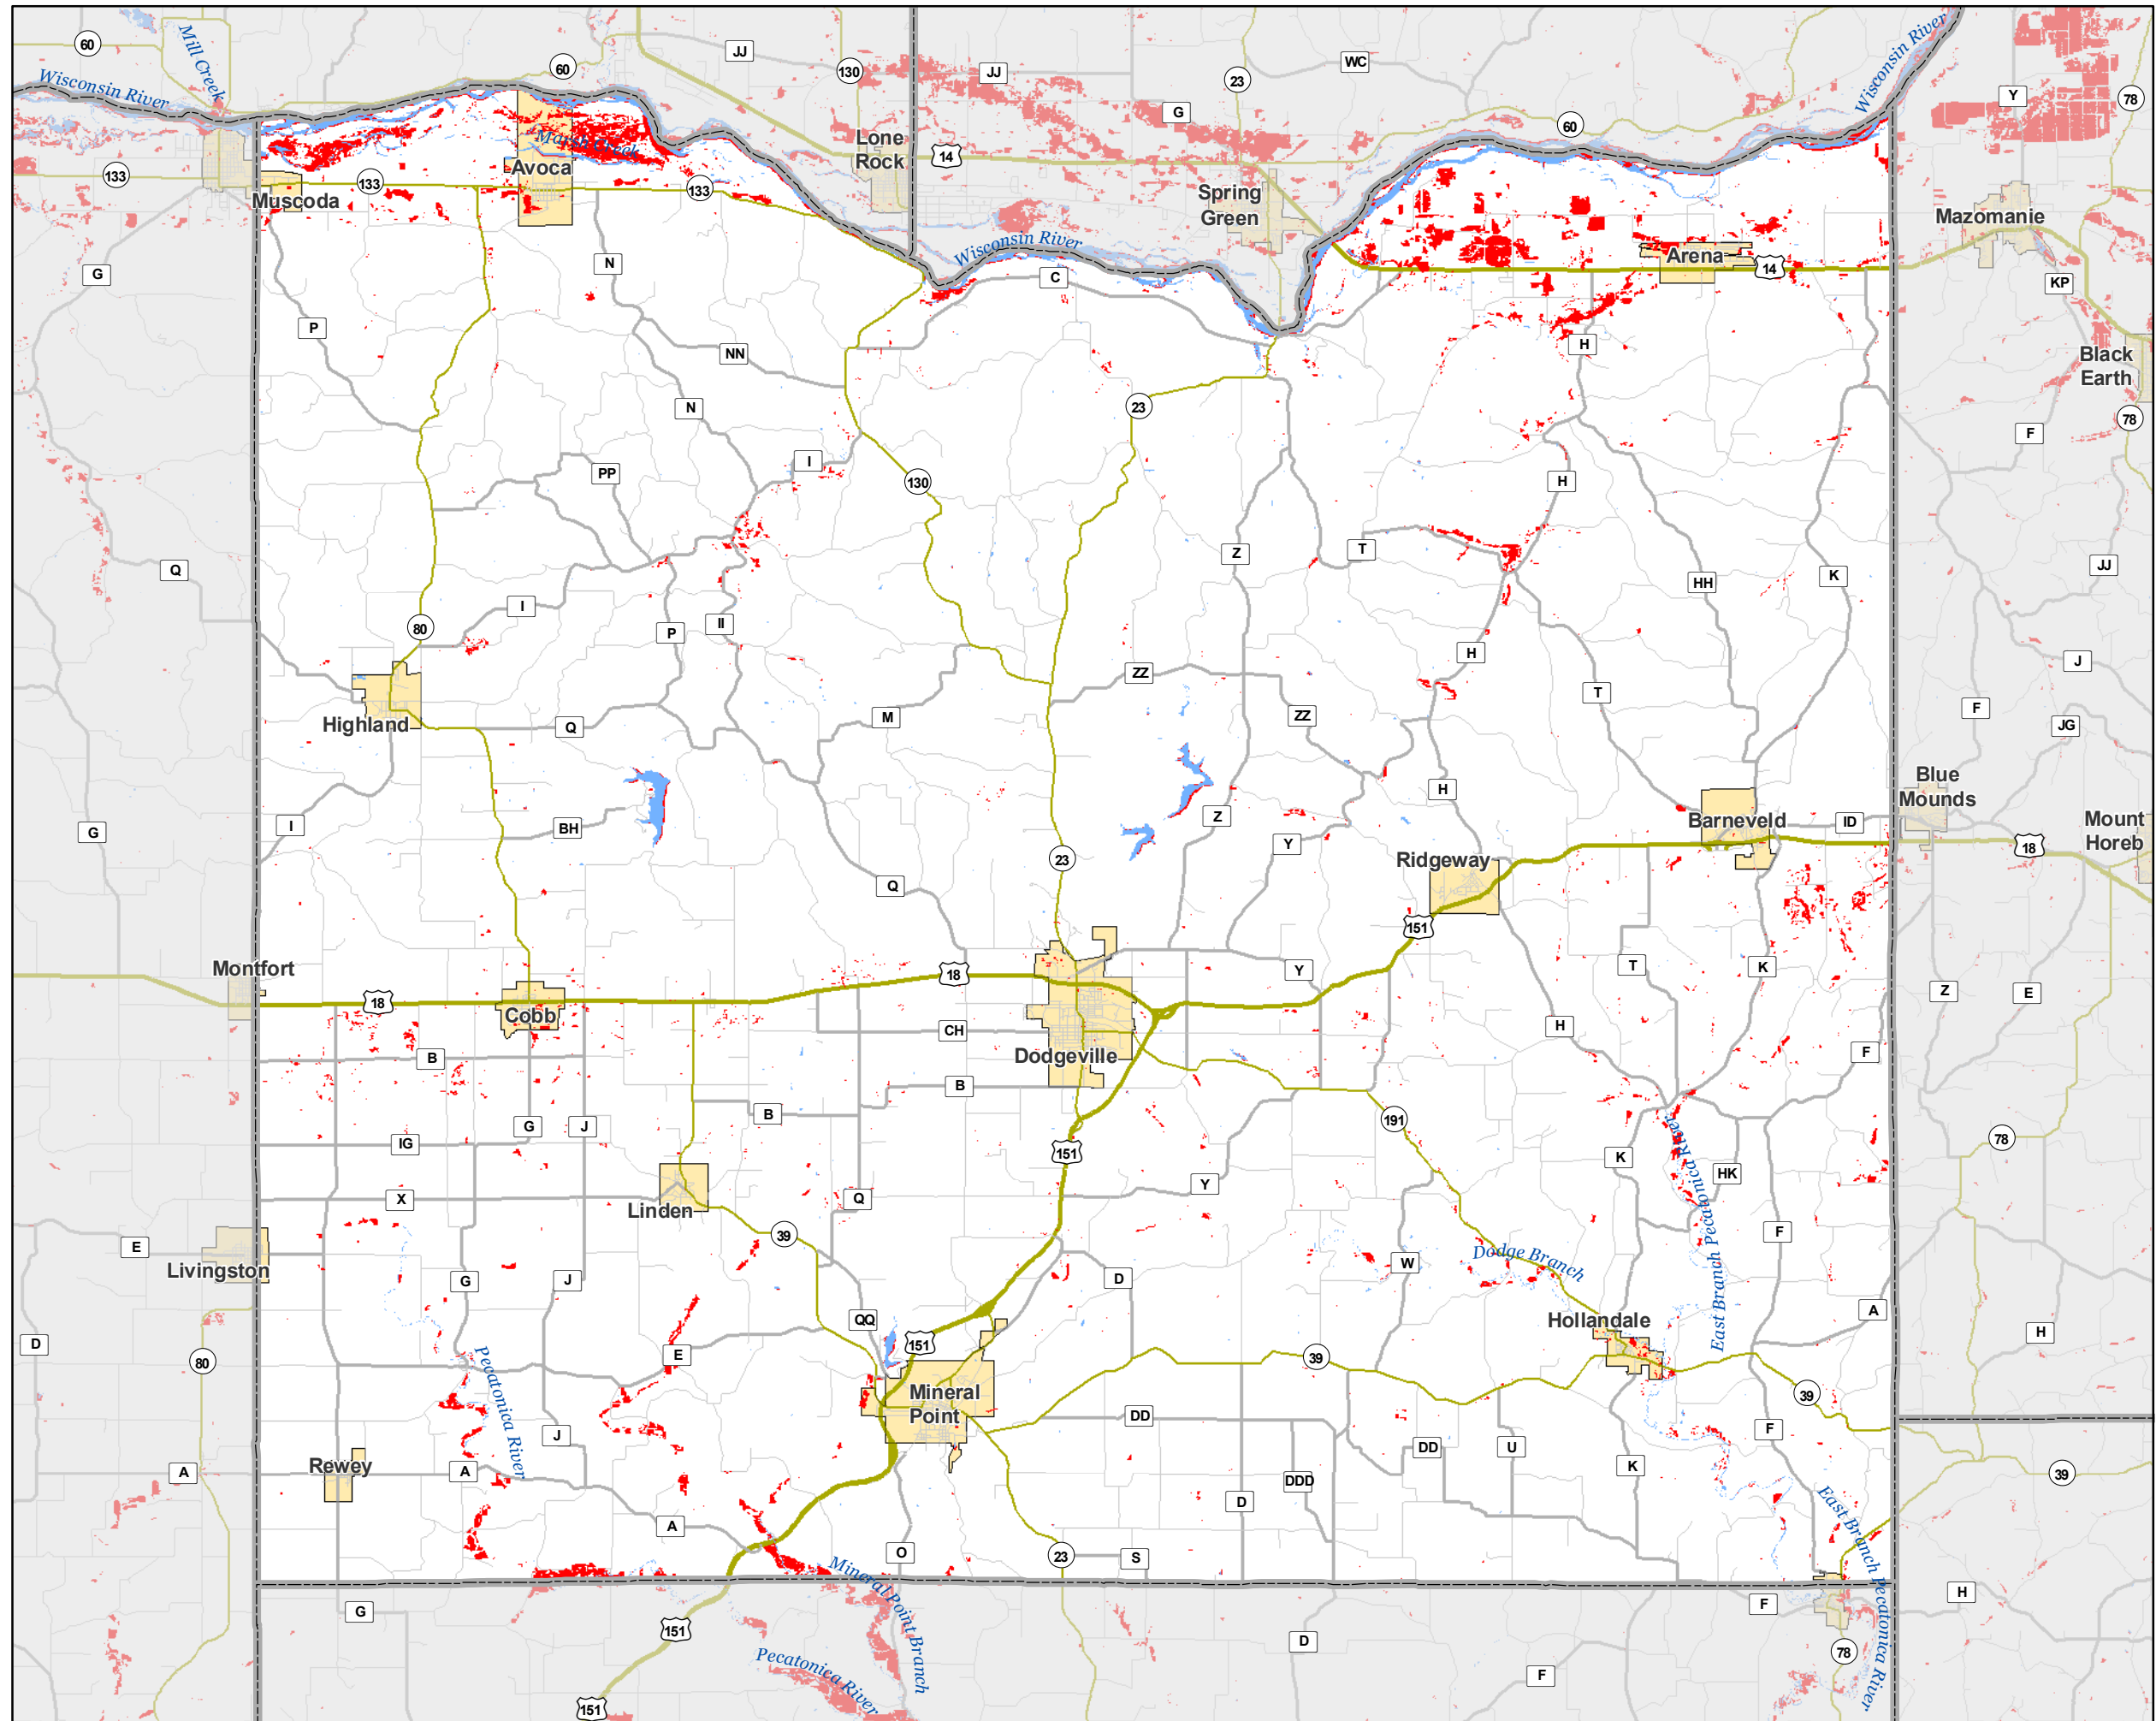 60
Mill Creek
60
JJ
130
JJ
23
WC
Wisconsin River
Y
78
Wisconsin River
G
60
Marsh Creek
Avoca
Lone
Rock
14
133
133
133
Muscoda
Spring
Green
Mazomanie
Wisconsin River
Arena
14
G
N
C
KP
P
NN
H
Black
Earth
N
23
78
F
I
PP
130
H
Z
T
Q
HH
K
JJ
I
80
P
II
H
J
ZZ
T
Highland
Q
M
ZZ
F
JG
Blue
Mounds
H
G
I
BH
Z
Barneveld
ID
Mount
Horeb
23
Y
Ridgeway
18
Q
151
Montfort
18
18
Y
T
K
Z
E
Cobb
CH
H
Dodgeville
B
B
F
B
G
J
191
IG
151
78
K
HK
X
Q
Y
Linden
39
F
E
W
Dodge Branch
East Branch Pecatonica River
Livingston
G
J
D
Hollandale
A
D
QQ
151
H
80
E
39
Pecatonica River
Mineral
Point
39
DD
F
J
DD
U
Rewey
A
A
K
39
DDD
D
A
East Branch Pecatonica River
O
23
S
Mineral Point Branch
G
F
H
151
D
Pecatonica River
78
F
151